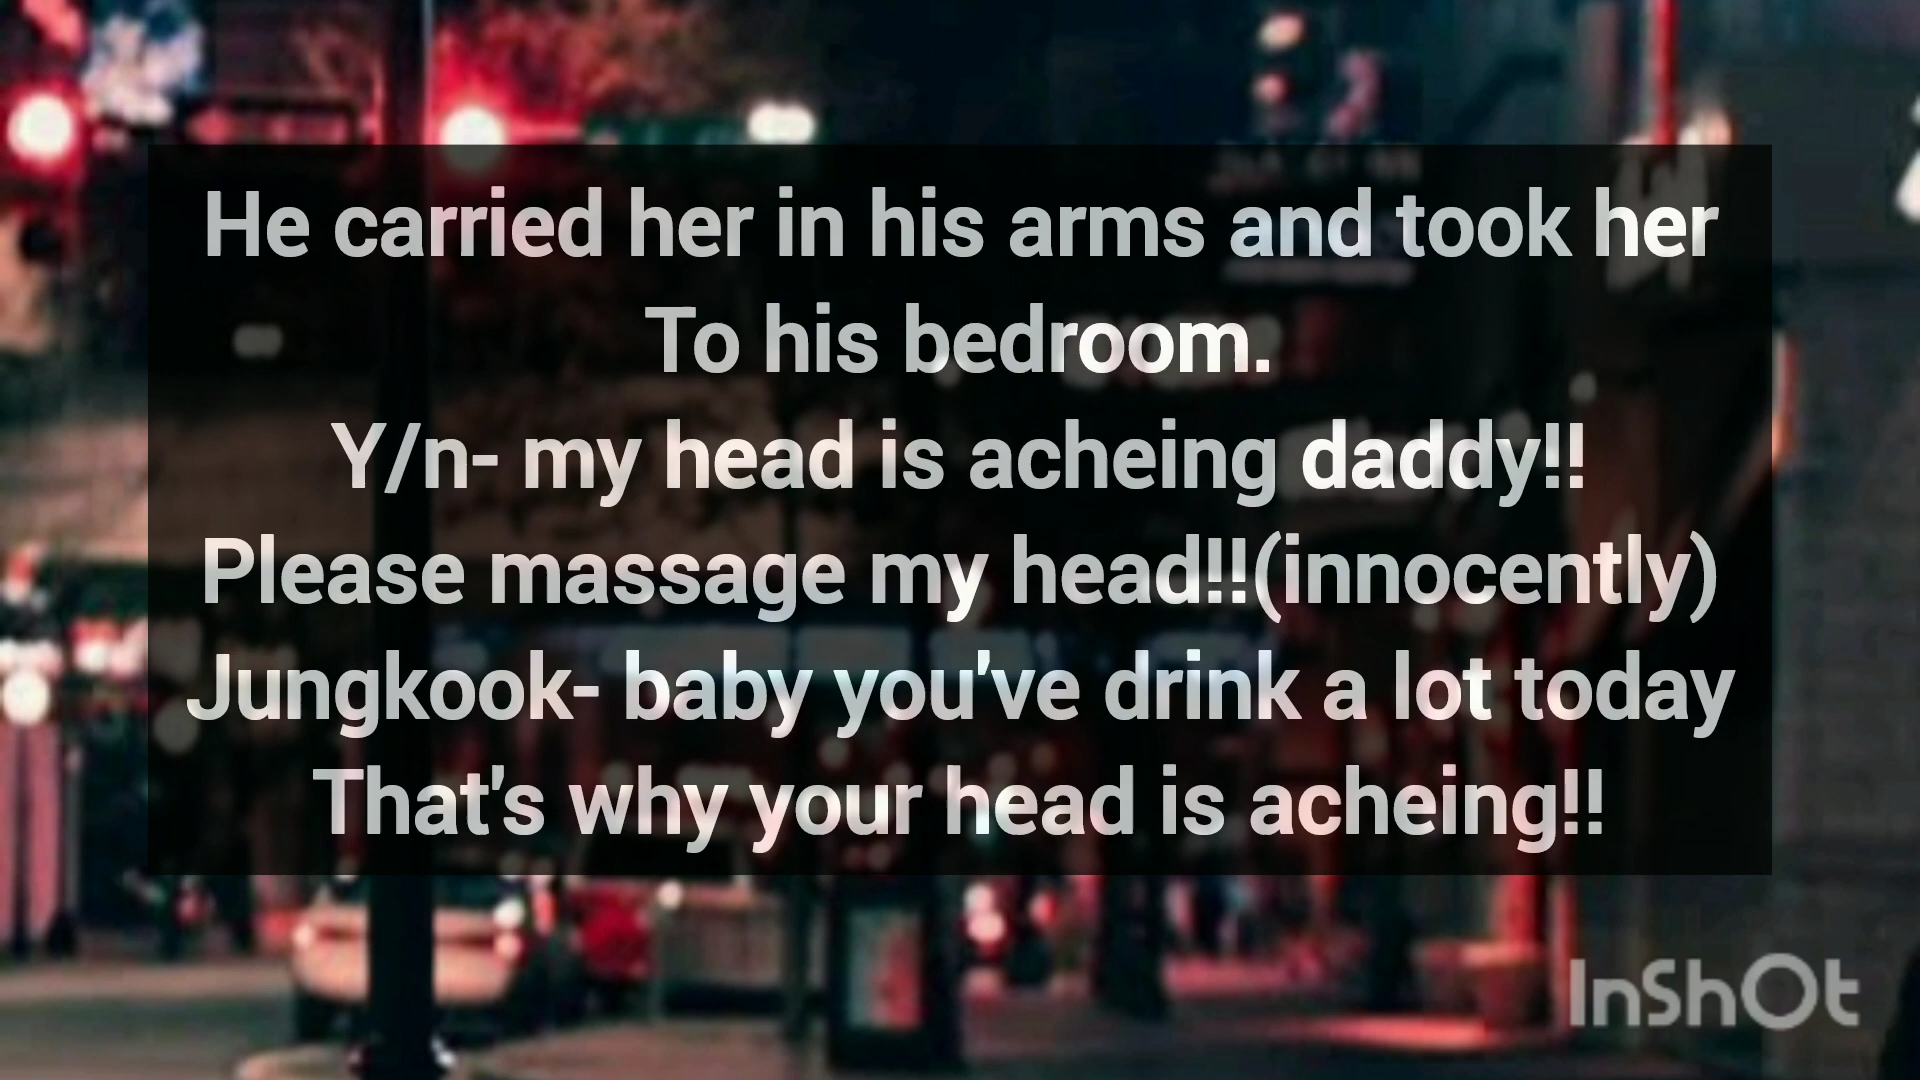 He carried her in his arms and took her
To his bedroom.
Y/n- my head is acheing daddy!!
Please massage my head!!(innocently)
Jungkook- baby you've drink a lot today
That's why your head is acheing!!
InShOt